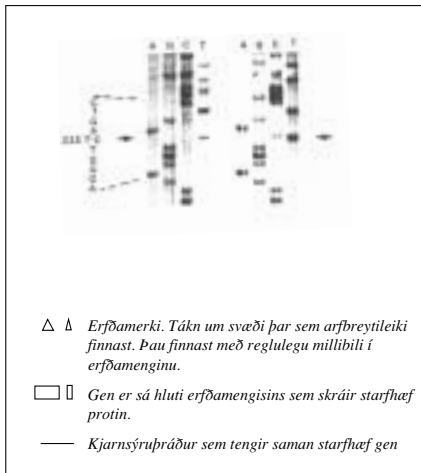 A G C T A g C T
Erfðamerki. Tákn um svæði þar sem arfbreytileiki
finnast. Þau finnast með reglulegu millibili í
erfðamenginu.
Gen er sá hluti erfðamengisins sem skráir starfhæf
protin.
Kjarnsýruþráður sem tengir saman starfhæf gen